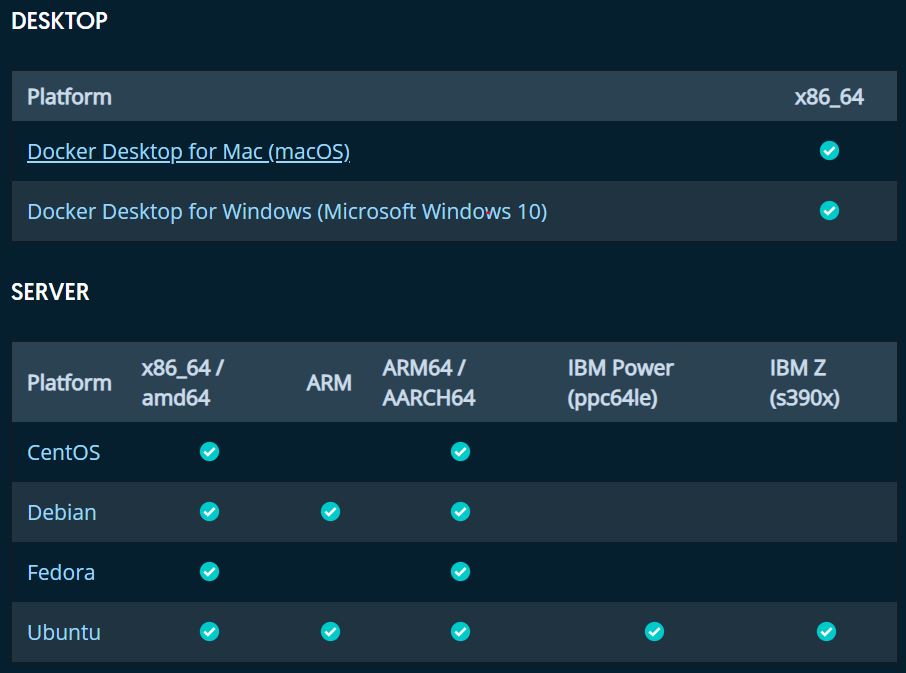 DESKTOP
Platform x86_64
Docker Desktop for Mac (macOS)
Docker Desktop for Windows (Microsoft Windows 10)
SERVER
Platform x86_64 / amd64 ARM ARM64 / AARCH64 IBM Power (ppc64le) IBM Z (s390x)
CentOS
Debian
Fedora
Ubuntu